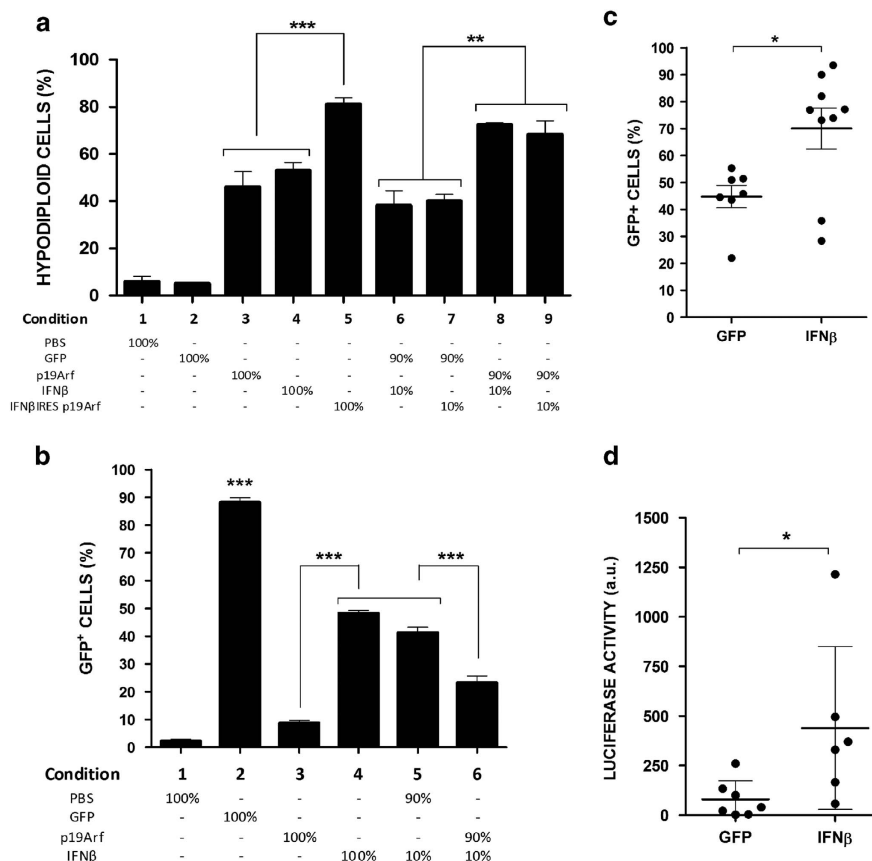 a
HYPODIPLOID CELLS (%)
100
80
60
40
20
0
***
**
Condition 1 2 3 4 5 6 7 8 9
PBS 100% - - - - - - - -
GFP - 100% - - - 90% 90% - -
p19Arf - - 100% - - - - 90% 90%
IFNβ - - - 100% - 10% - 10% -
IFNβIRES p19Arf - - - - 100% - 10% - 10%
b
GFP+ CELLS (%)
100
90
80
70
60
50
40
30
20
10
0
***
***
***
Condition 1 2 3 4 5 6
PBS 100% - - - 90% -
GFP - 100% - - - -
p19Arf - - 100% - - 90%
IFNβ - - - 100% 10% 10%
c
GFP+ CELLS (%)
100
90
80
70
60
50
40
30
20
10
0
*
GFP IFNβ
d
LUCIFERASE ACTIVITY (a.u.)
1500
1250
1000
750
500
250
0
*
GFP IFNβ